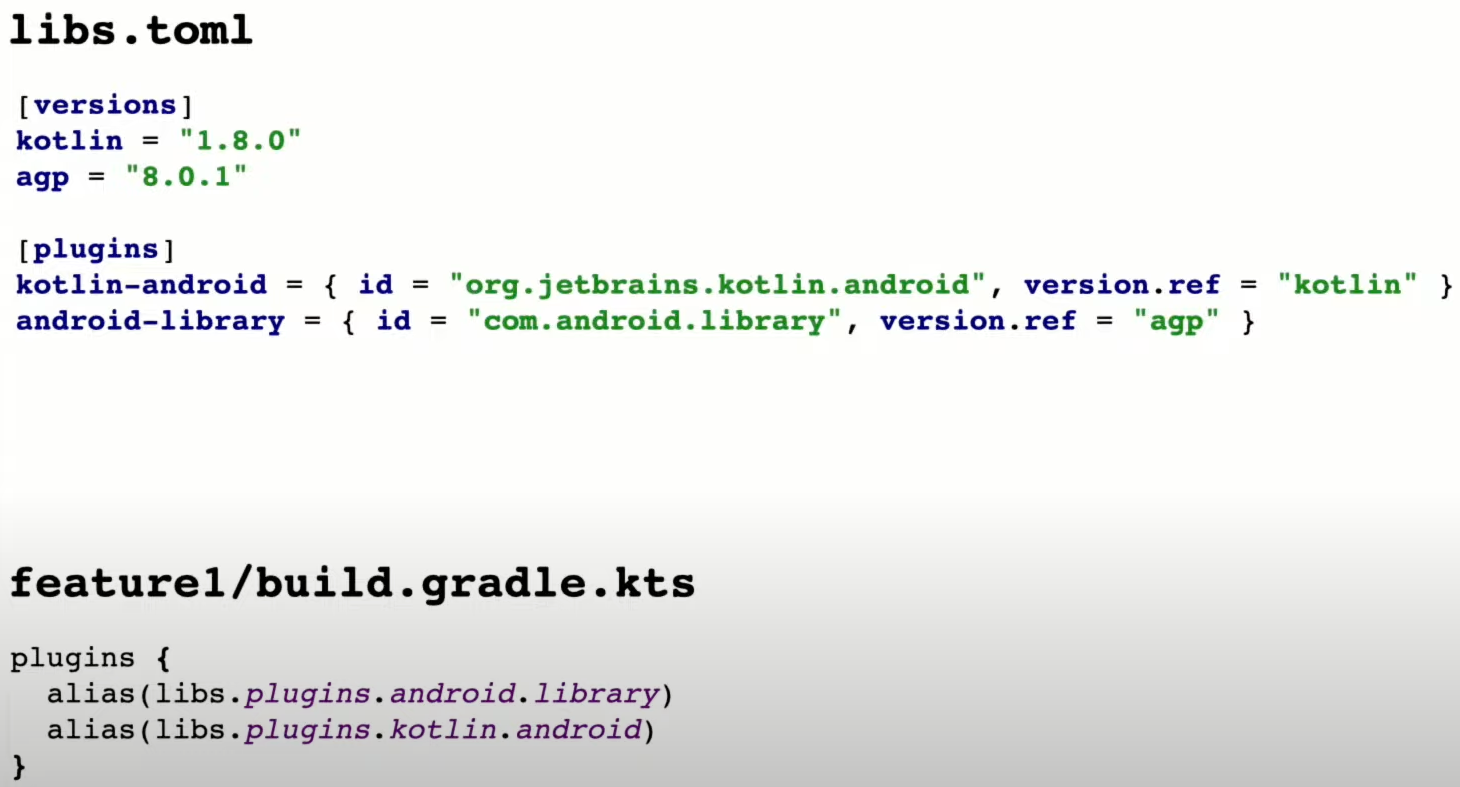 libs.toml
[versions]
kotlin = "1.8.0"
agp = "8.0.1"
[plugins]
kotlin-android = { id = "org.jetbrains.kotlin.android", version.ref = "kotlin" }
android-library = { id = "com.android.library", version.ref = "agp" }
feature1/build.gradle.kts
plugins {
  alias(libs.plugins.android.library)
  alias(libs.plugins.kotlin.android)
}